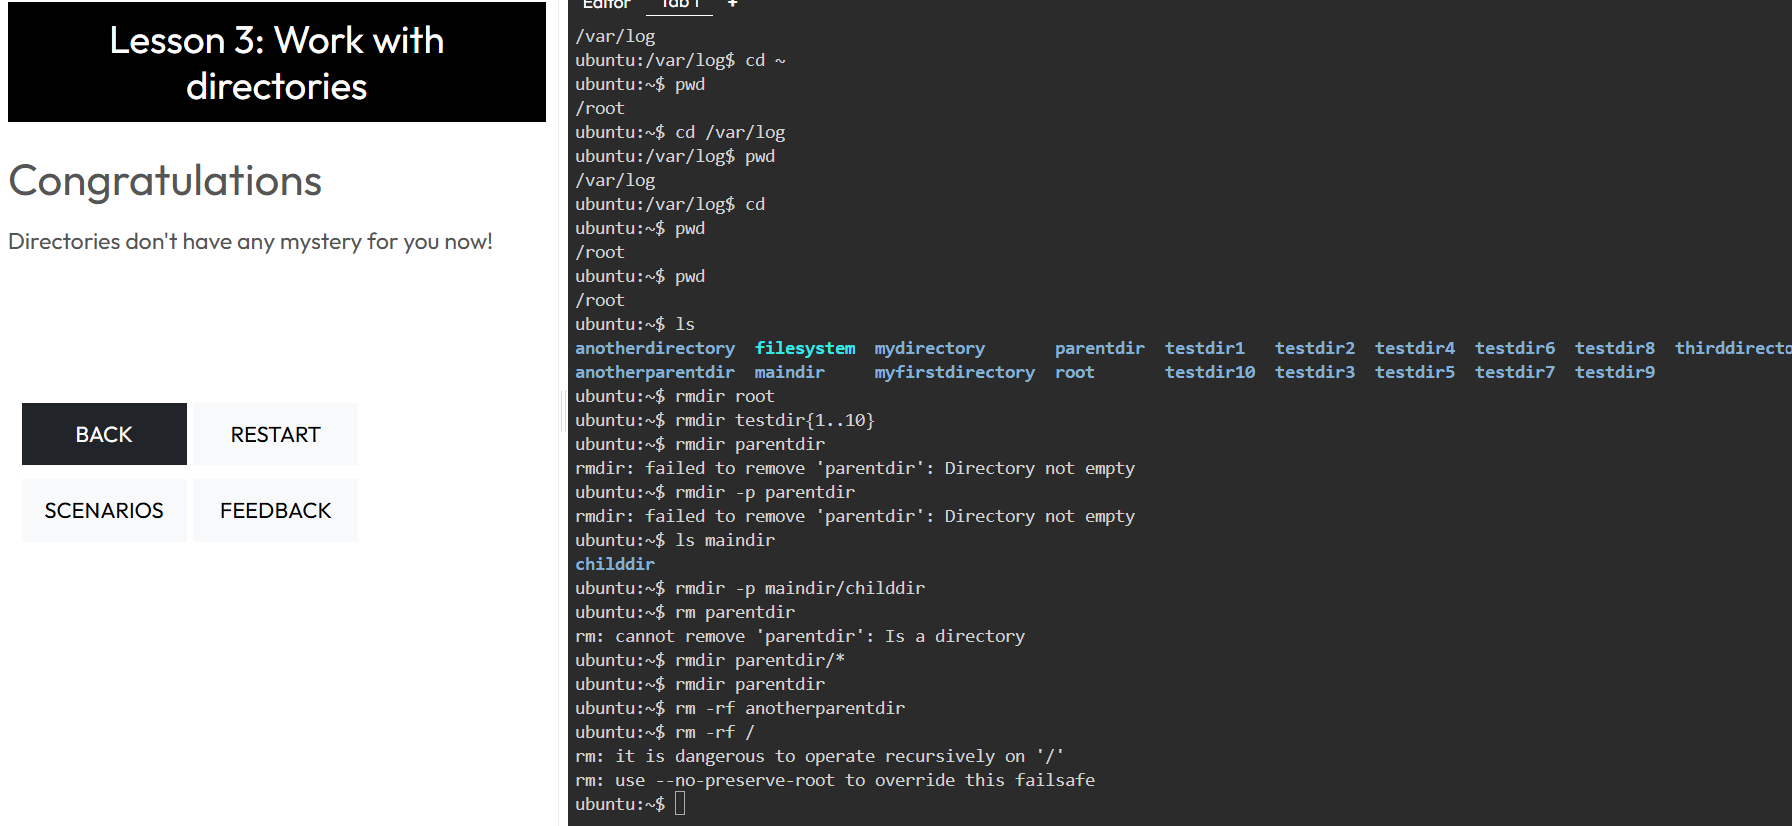 Lesson 3: Work with
directories
Congratulations
Directories don't have any mystery for you now!
BACK
RESTART
SCENARIOS
FEEDBACK
Editor Tab 1 +
/var/log
ubuntu:/var/log$ cd ~
ubuntu:~$ pwd
/root
ubuntu:~$ cd /var/log
ubuntu:/var/log$ pwd
/var/log
ubuntu:/var/log$ cd
ubuntu:~$ pwd
/root
ubuntu:~$ pwd
/root
ubuntu:~$ ls
anotherdirectory filesystem mydirectory parentdir testdir1 testdir2 testdir4 testdir6 testdir8 thirddirecto
anotherparentdir maindir myfirstdirectory root testdir10 testdir3 testdir5 testdir7 testdir9
ubuntu:~$ rmdir root
ubuntu:~$ rmdir testdir{1..10}
ubuntu:~$ rmdir parentdir
rmdir: failed to remove 'parentdir': Directory not empty
ubuntu:~$ rmdir -p parentdir
rmdir: failed to remove 'parentdir': Directory not empty
ubuntu:~$ ls maindir
childdir
ubuntu:~$ rmdir -p maindir/childdir
ubuntu:~$ rm parentdir
rm: cannot remove 'parentdir': Is a directory
ubuntu:~$ rmdir parentdir/*
ubuntu:~$ rmdir parentdir
ubuntu:~$ rm -rf anotherparentdir
ubuntu:~$ rm -rf /
rm: it is dangerous to operate recursively on '/'
rm: use --no-preserve-root to override this failsafe
ubuntu:~$